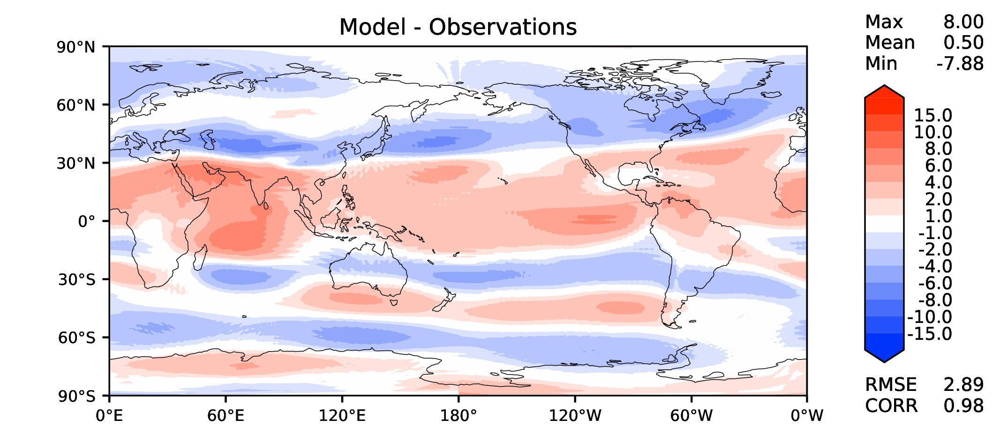 Model - Observations
Max 8.00
Mean 0.50
Min -7.88
90°N
60°N
30°N
0°
30°S
60°S
90°S
0°E 60°E 120°E 180° 120°W 60°W 0°W
15.0
10.0
8.0
6.0
4.0
2.0
1.0
-1.0
-2.0
-4.0
-6.0
-8.0
-10.0
-15.0
RMSE 2.89
CORR 0.98